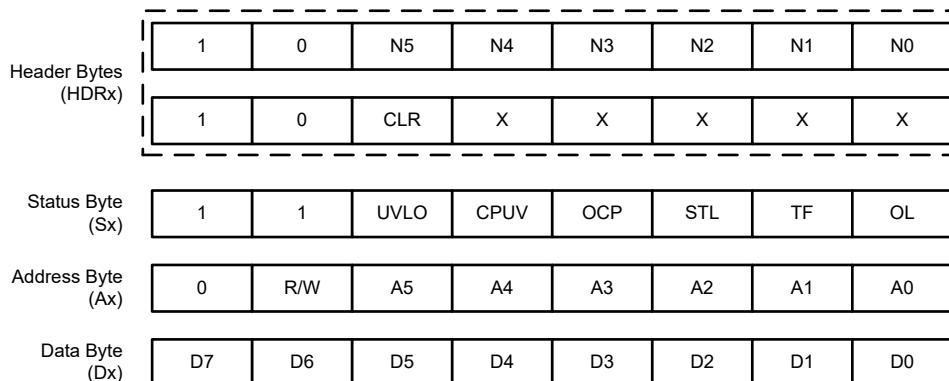 1 0 N5 N4 N3 N2 N1 N0
Header Bytes
(HDRx)
1 0 CLR X X X X X
Status Byte
(Sx)
1 1 UVLO CPUV OCP STL TF OL
Address Byte
(Ax)
0 R/W A5 A4 A3 A2 A1 A0
Data Byte
(Dx)
D7 D6 D5 D4 D3 D2 D1 D0